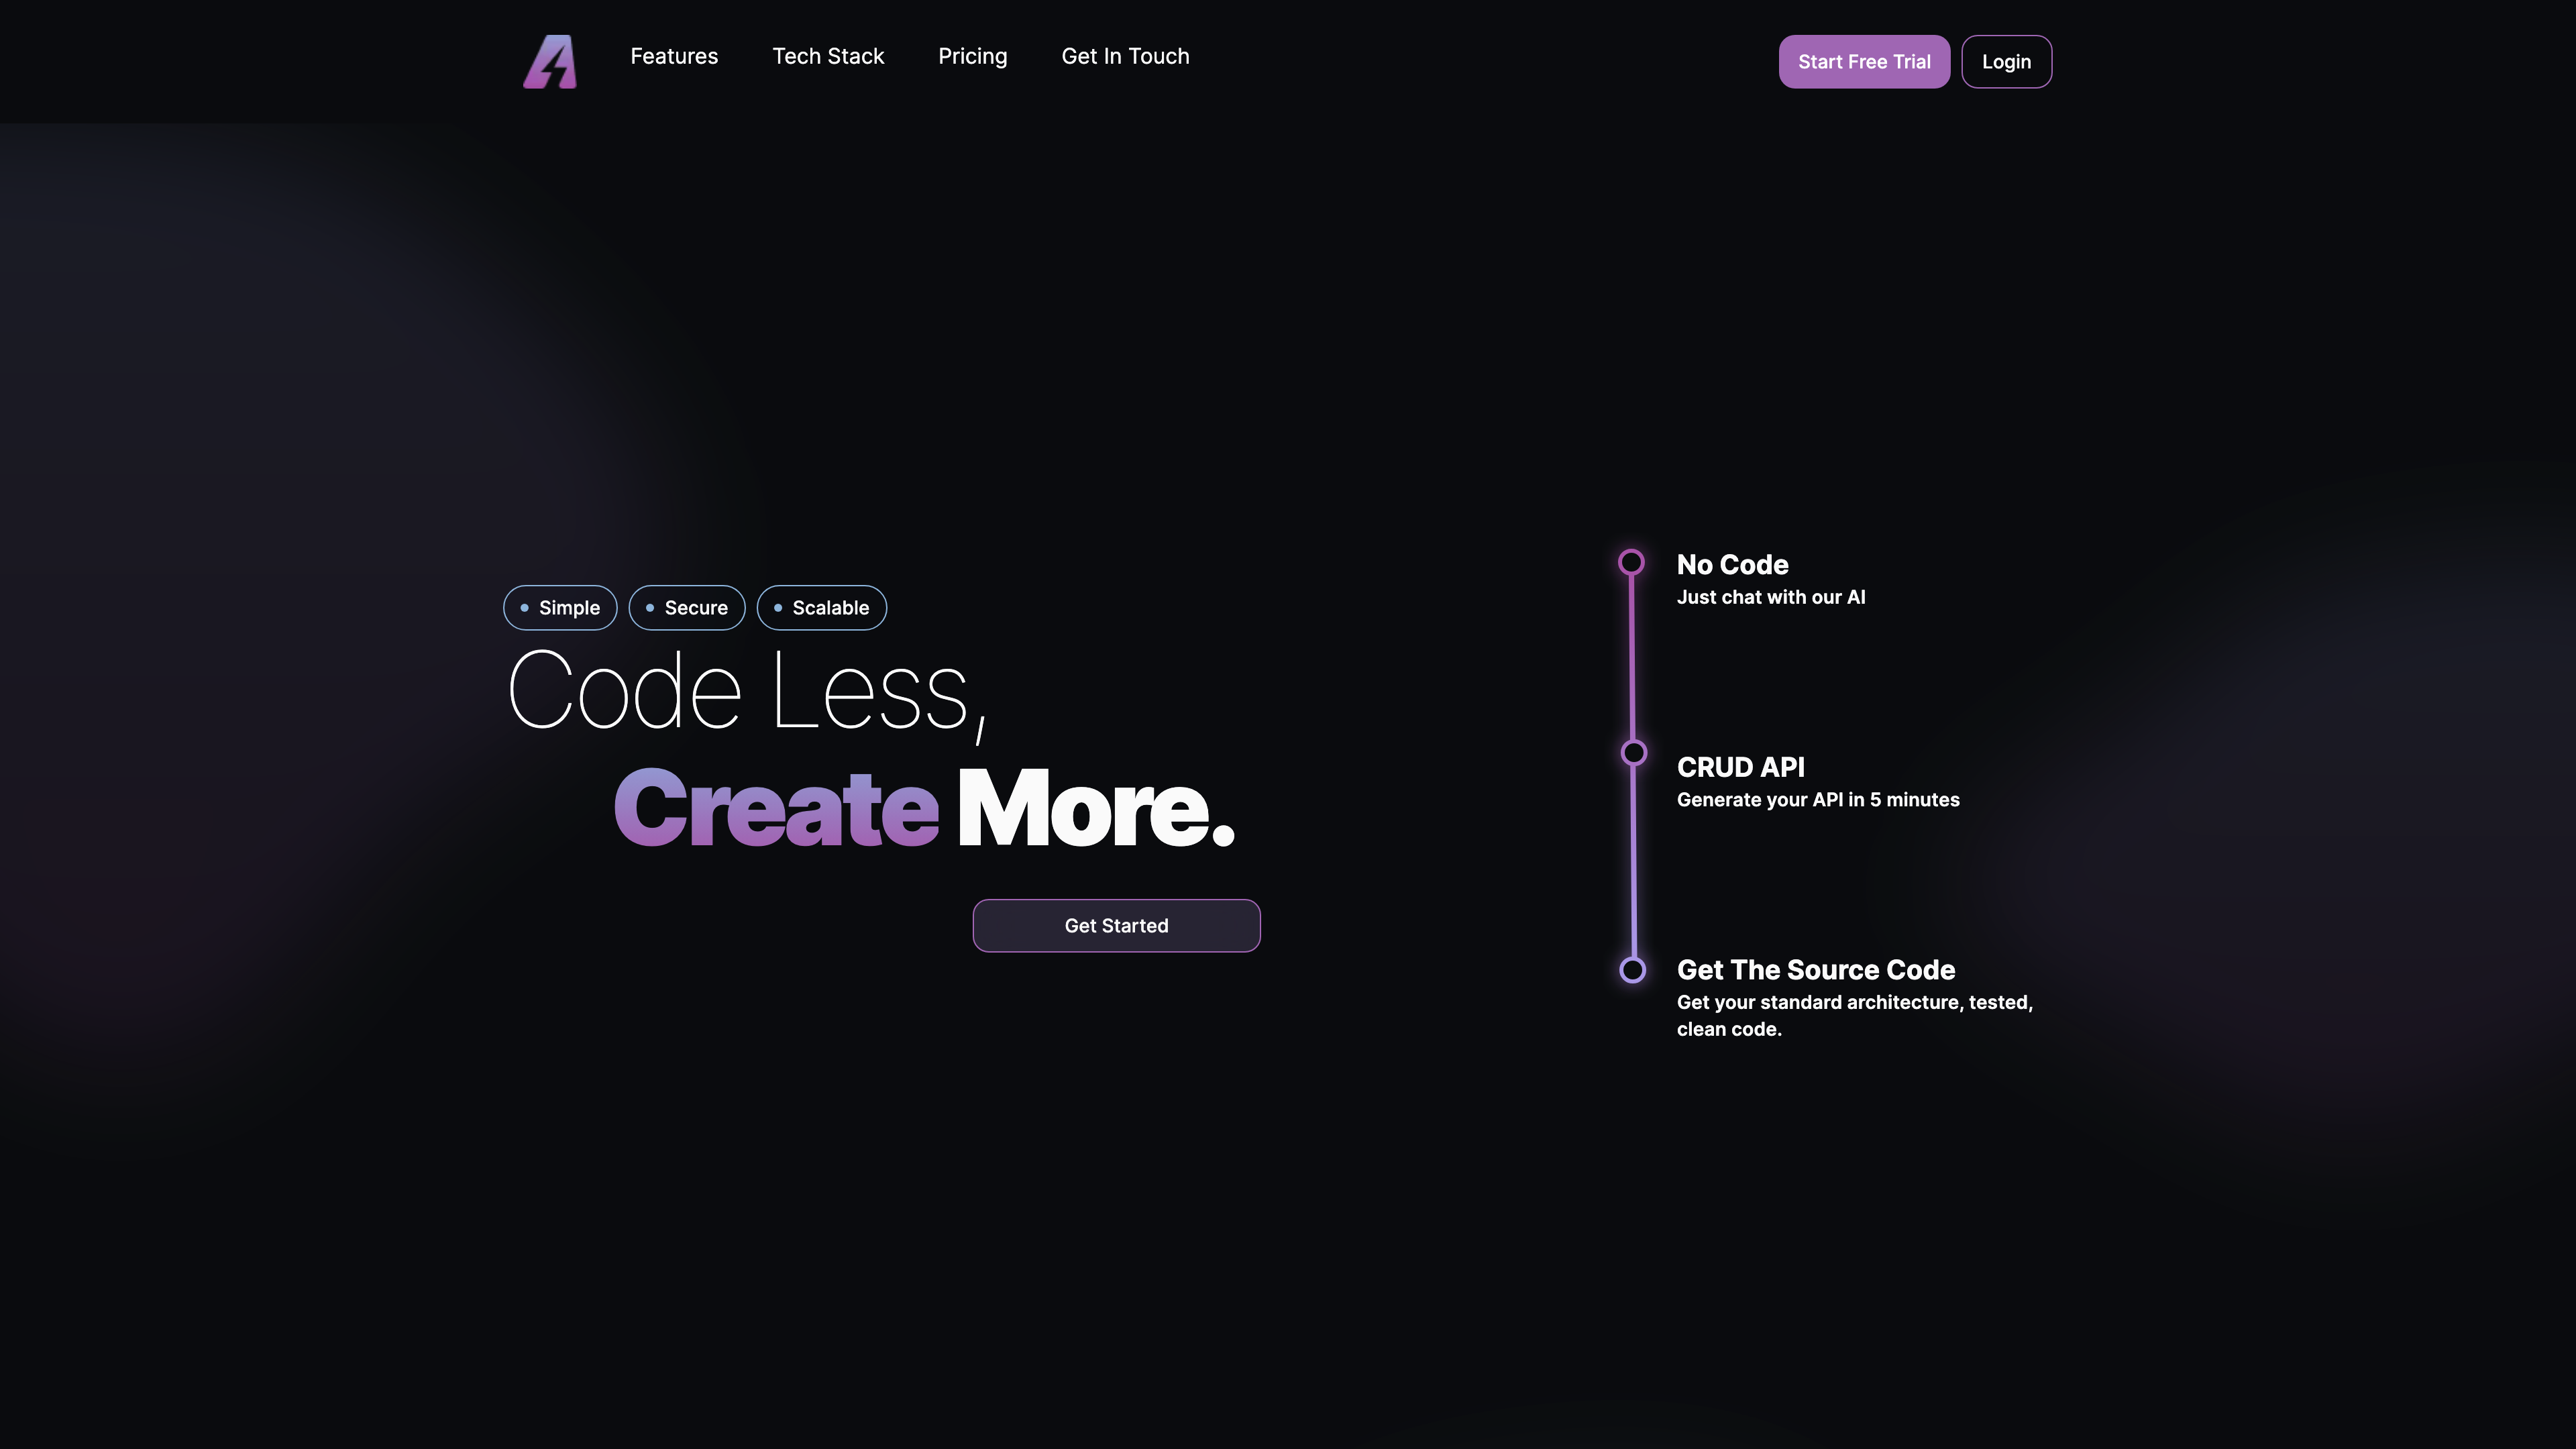 Features
Tech Stack
Pricing
Get In Touch
Start Free Trial
Login
Simple
Secure
Scalable
Code Less,
Create More.
Get Started
No Code
Just chat with our AI
CRUD API
Generate your API in 5 minutes
Get The Source Code
Get your standard architecture, tested,
clean code.